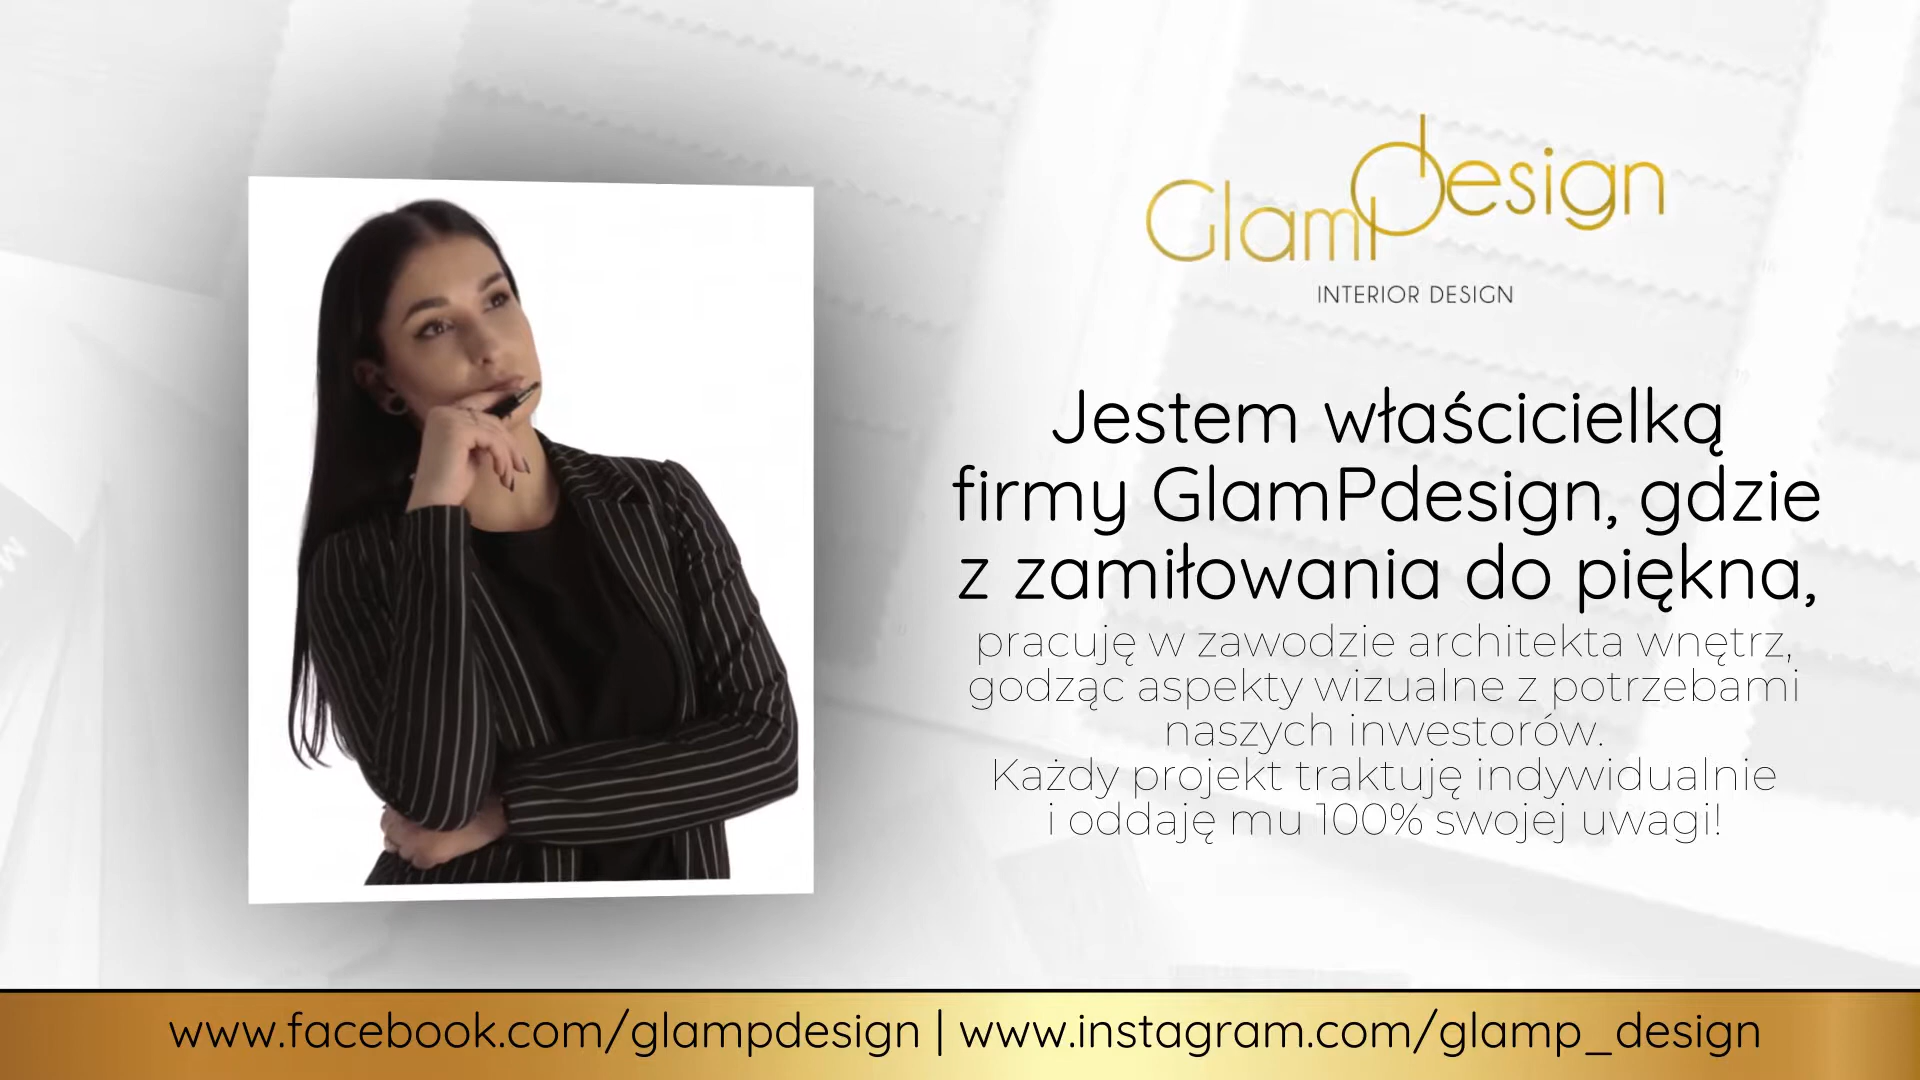 GlamPdesign
INTERIOR DESIGN
Jestem właścicielką
firmy GlamPdesign, gdzie
z zamiłowania do piękna,
pracuję w zawodzie architekta wnętrz,
godząc aspekty wizualne z potrzebami
naszych inwestorów.
Każdy projekt traktuję indywidualnie
i oddaję mu 100% swojej uwagi!
www.facebook.com/glampdesign | www.instagram.com/glamp_design